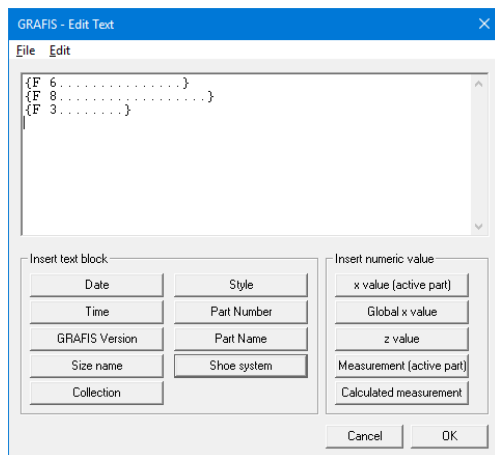 GRAFIS - Edit Text
File Edit
{F 6...............}
{F 8..................}
{F 3........}
Insert text block
Date
Style
Time
Part Number
GRAFIS Version
Part Name
Size name
Shoe system
Collection
Insert numeric value
x value (active part)
Global x value
z value
Measurement (active part)
Calculated measurement
Cancel
OK